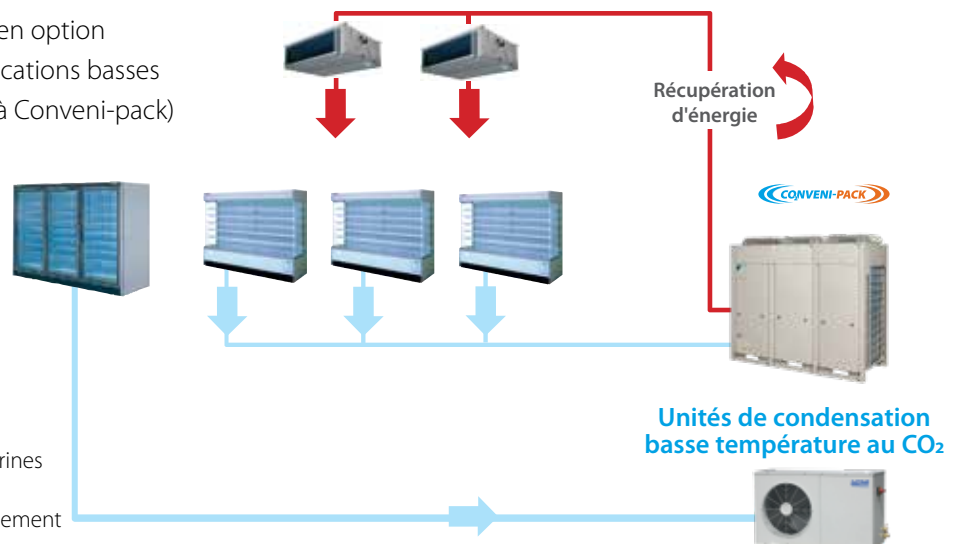 en option
cations basses
à Conveni-pack)
Récupération
d'énergie
CONVENI-PACK
Unités de condensation
basse température au CO₂
rines
ement